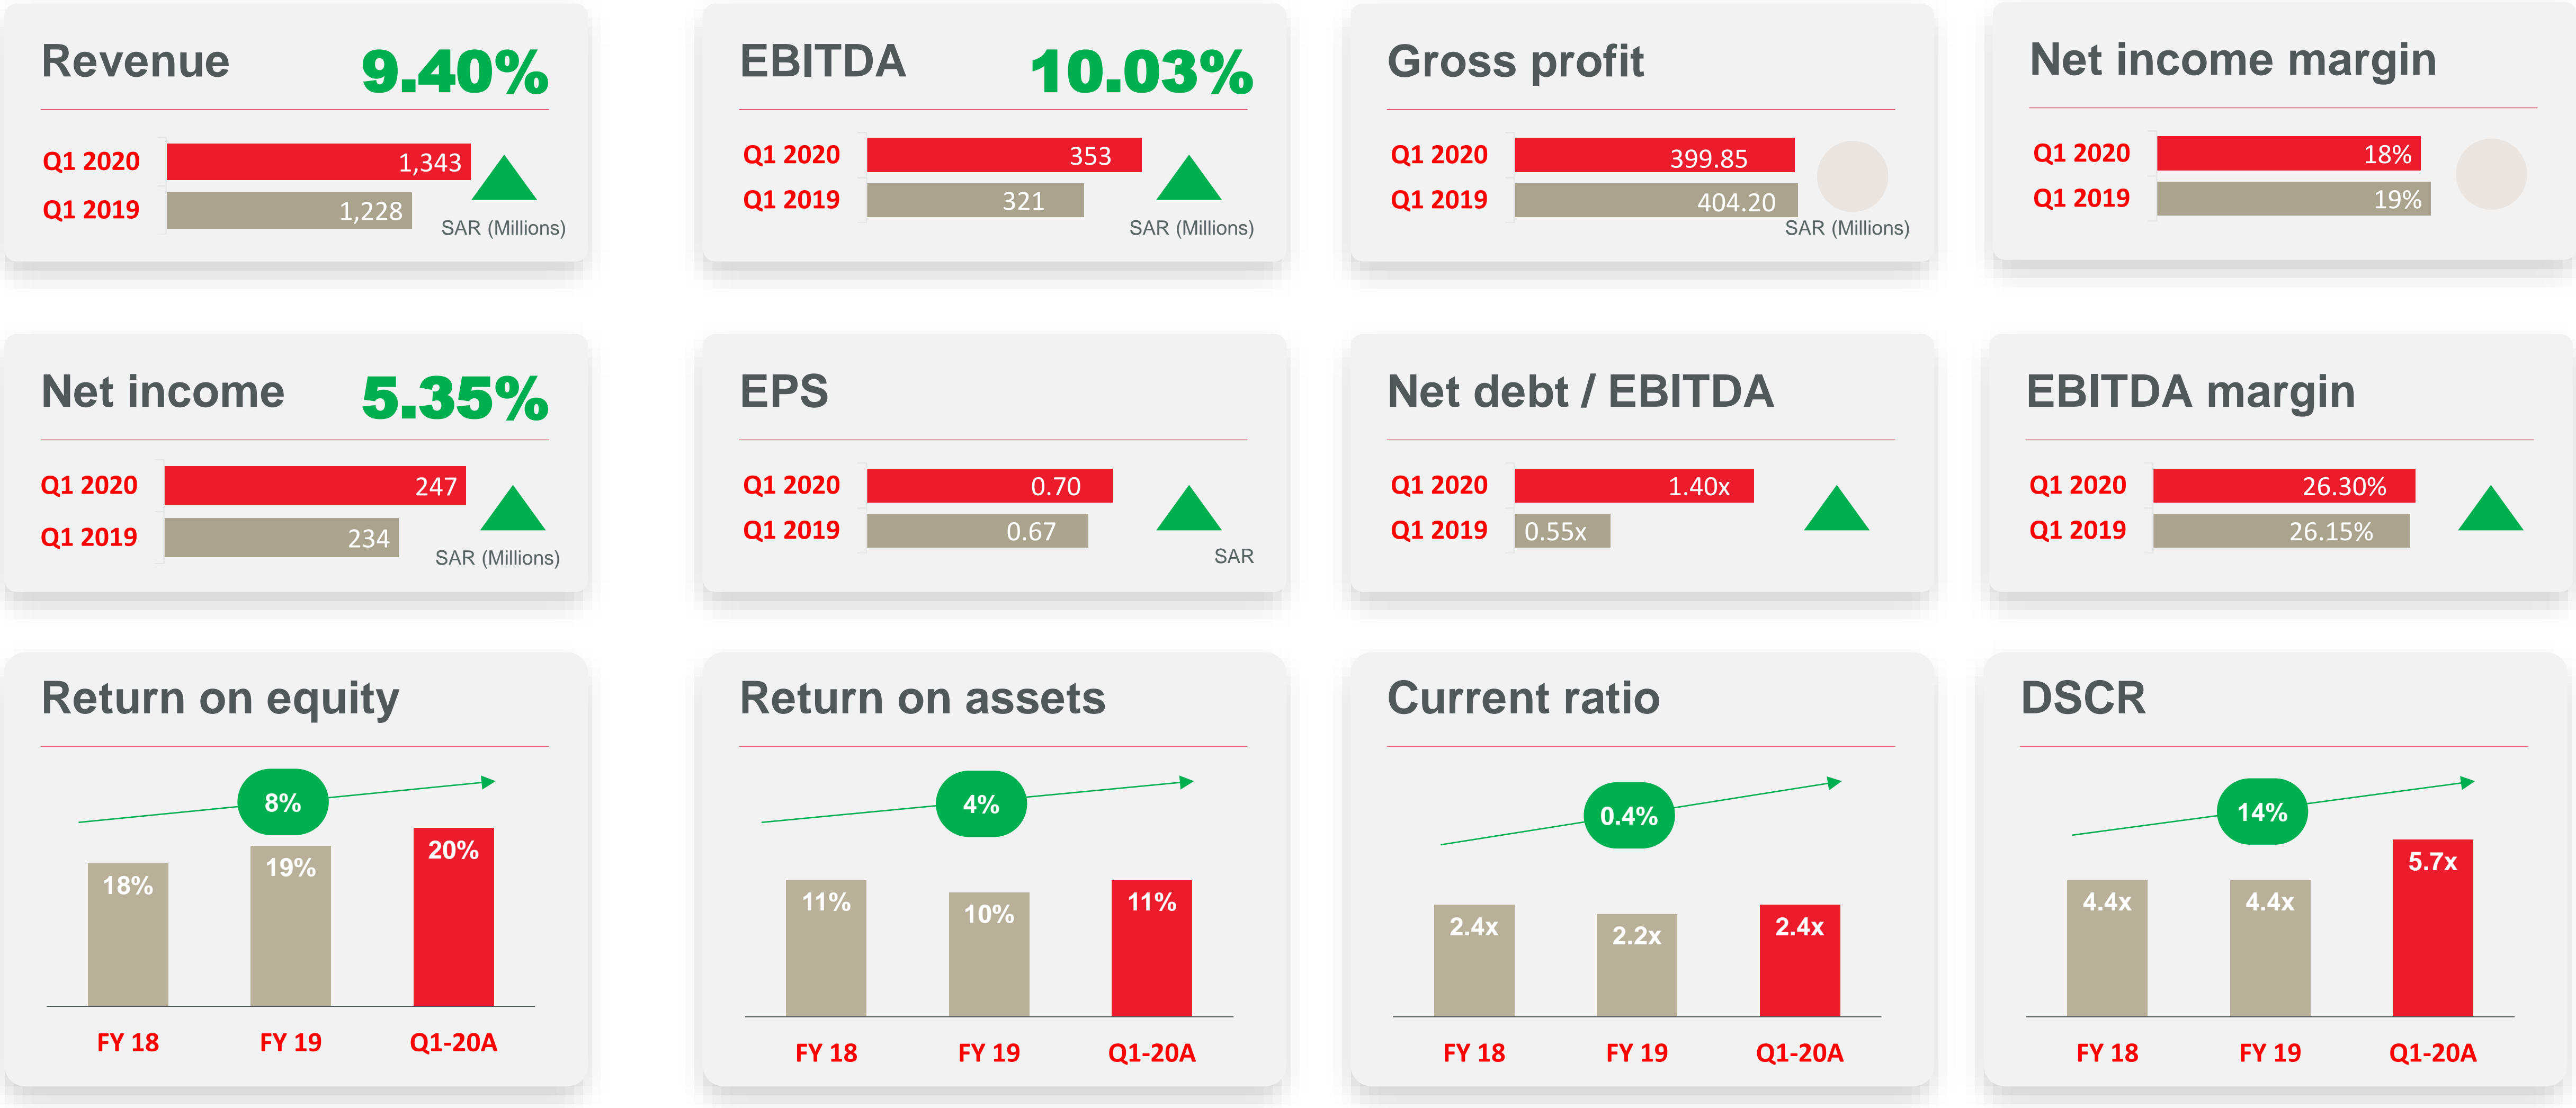 Revenue 9.40%
Q1 2020 1,343
Q1 2019 1,228
SAR (Millions)
EBITDA 10.03%
Q1 2020 353
Q1 2019 321
SAR (Millions)
Gross profit
Q1 2020 399.85
Q1 2019 404.20
SAR (Millions)
Net income margin
Q1 2020 18%
Q1 2019 19%
Net income 5.35%
Q1 2020 247
Q1 2019 234
SAR (Millions)
EPS
Q1 2020 0.70
Q1 2019 0.67
SAR
Net debt / EBITDA
Q1 2020 1.40x
Q1 2019 0.55x
EBITDA margin
Q1 2020 26.30%
Q1 2019 26.15%
Return on equity
8%
18% 19% 20%
FY 18 FY 19 Q1-20A
Return on assets
4%
11% 10% 11%
FY 18 FY 19 Q1-20A
Current ratio
0.4%
2.4x 2.2x 2.4x
FY 18 FY 19 Q1-20A
DSCR
14%
4.4x 4.4x 5.7x
FY 18 FY 19 Q1-20A